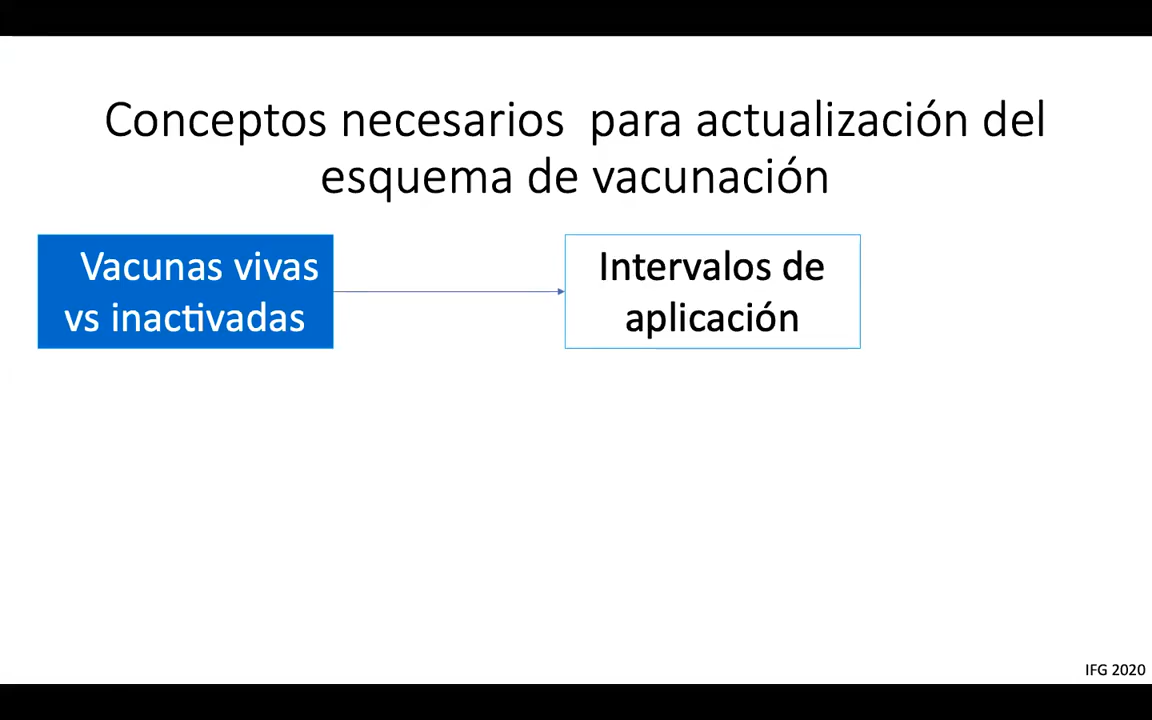 Conceptos necesarios para actualización del
esquema de vacunación
Vacunas vivas
vs inactivadas
Intervalos de
aplicación
IFG 2020